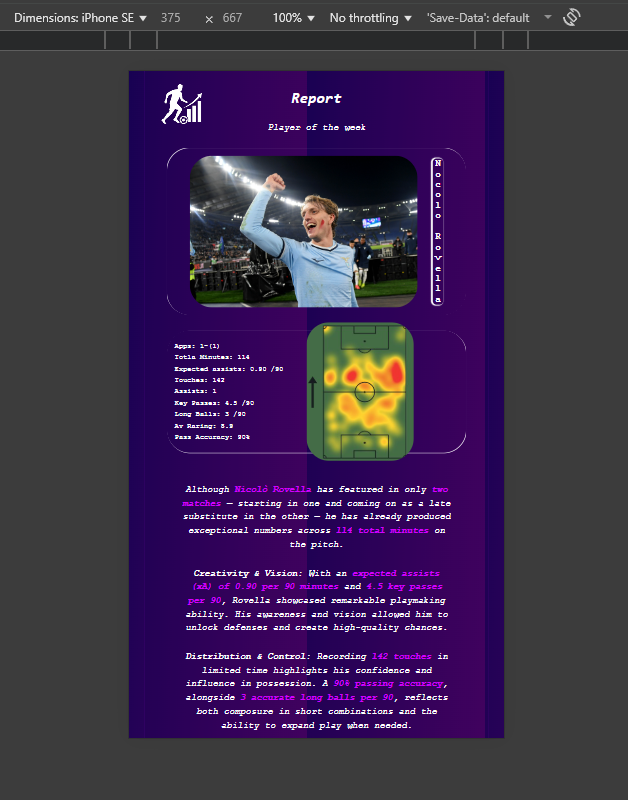 Dimensions: iPhone SE 375 × 667 100% No throttling 'Save-Data': default
Report
Player of the week
Nocolo Rovella
Apps: 1-(1)
Totla Minutes: 114
Expected assists: 0.90 /90
Touches: 142
Assists: 1
Key Passes: 4.5 /90
Long Balls: 3 /90
Av Raring: 8.9
Pass Accuracy: 90%
Although Nicolò Rovella has featured in only two
matches — starting in one and coming on as a late
substitute in the other — he has already produced
exceptional numbers across 114 total minutes on
the pitch.
Creativity & Vision: With an expected assists
(xA) of 0.90 per 90 minutes and 4.5 key passes
per 90, Rovella showcased remarkable playmaking
ability. His awareness and vision allowed him to
unlock defenses and create high-quality chances.
Distribution & Control: Recording 142 touches in
limited time highlights his confidence and
influence in possession. A 90% passing accuracy,
alongside 3 accurate long balls per 90, reflects
both composure in short combinations and the
ability to expand play when needed.